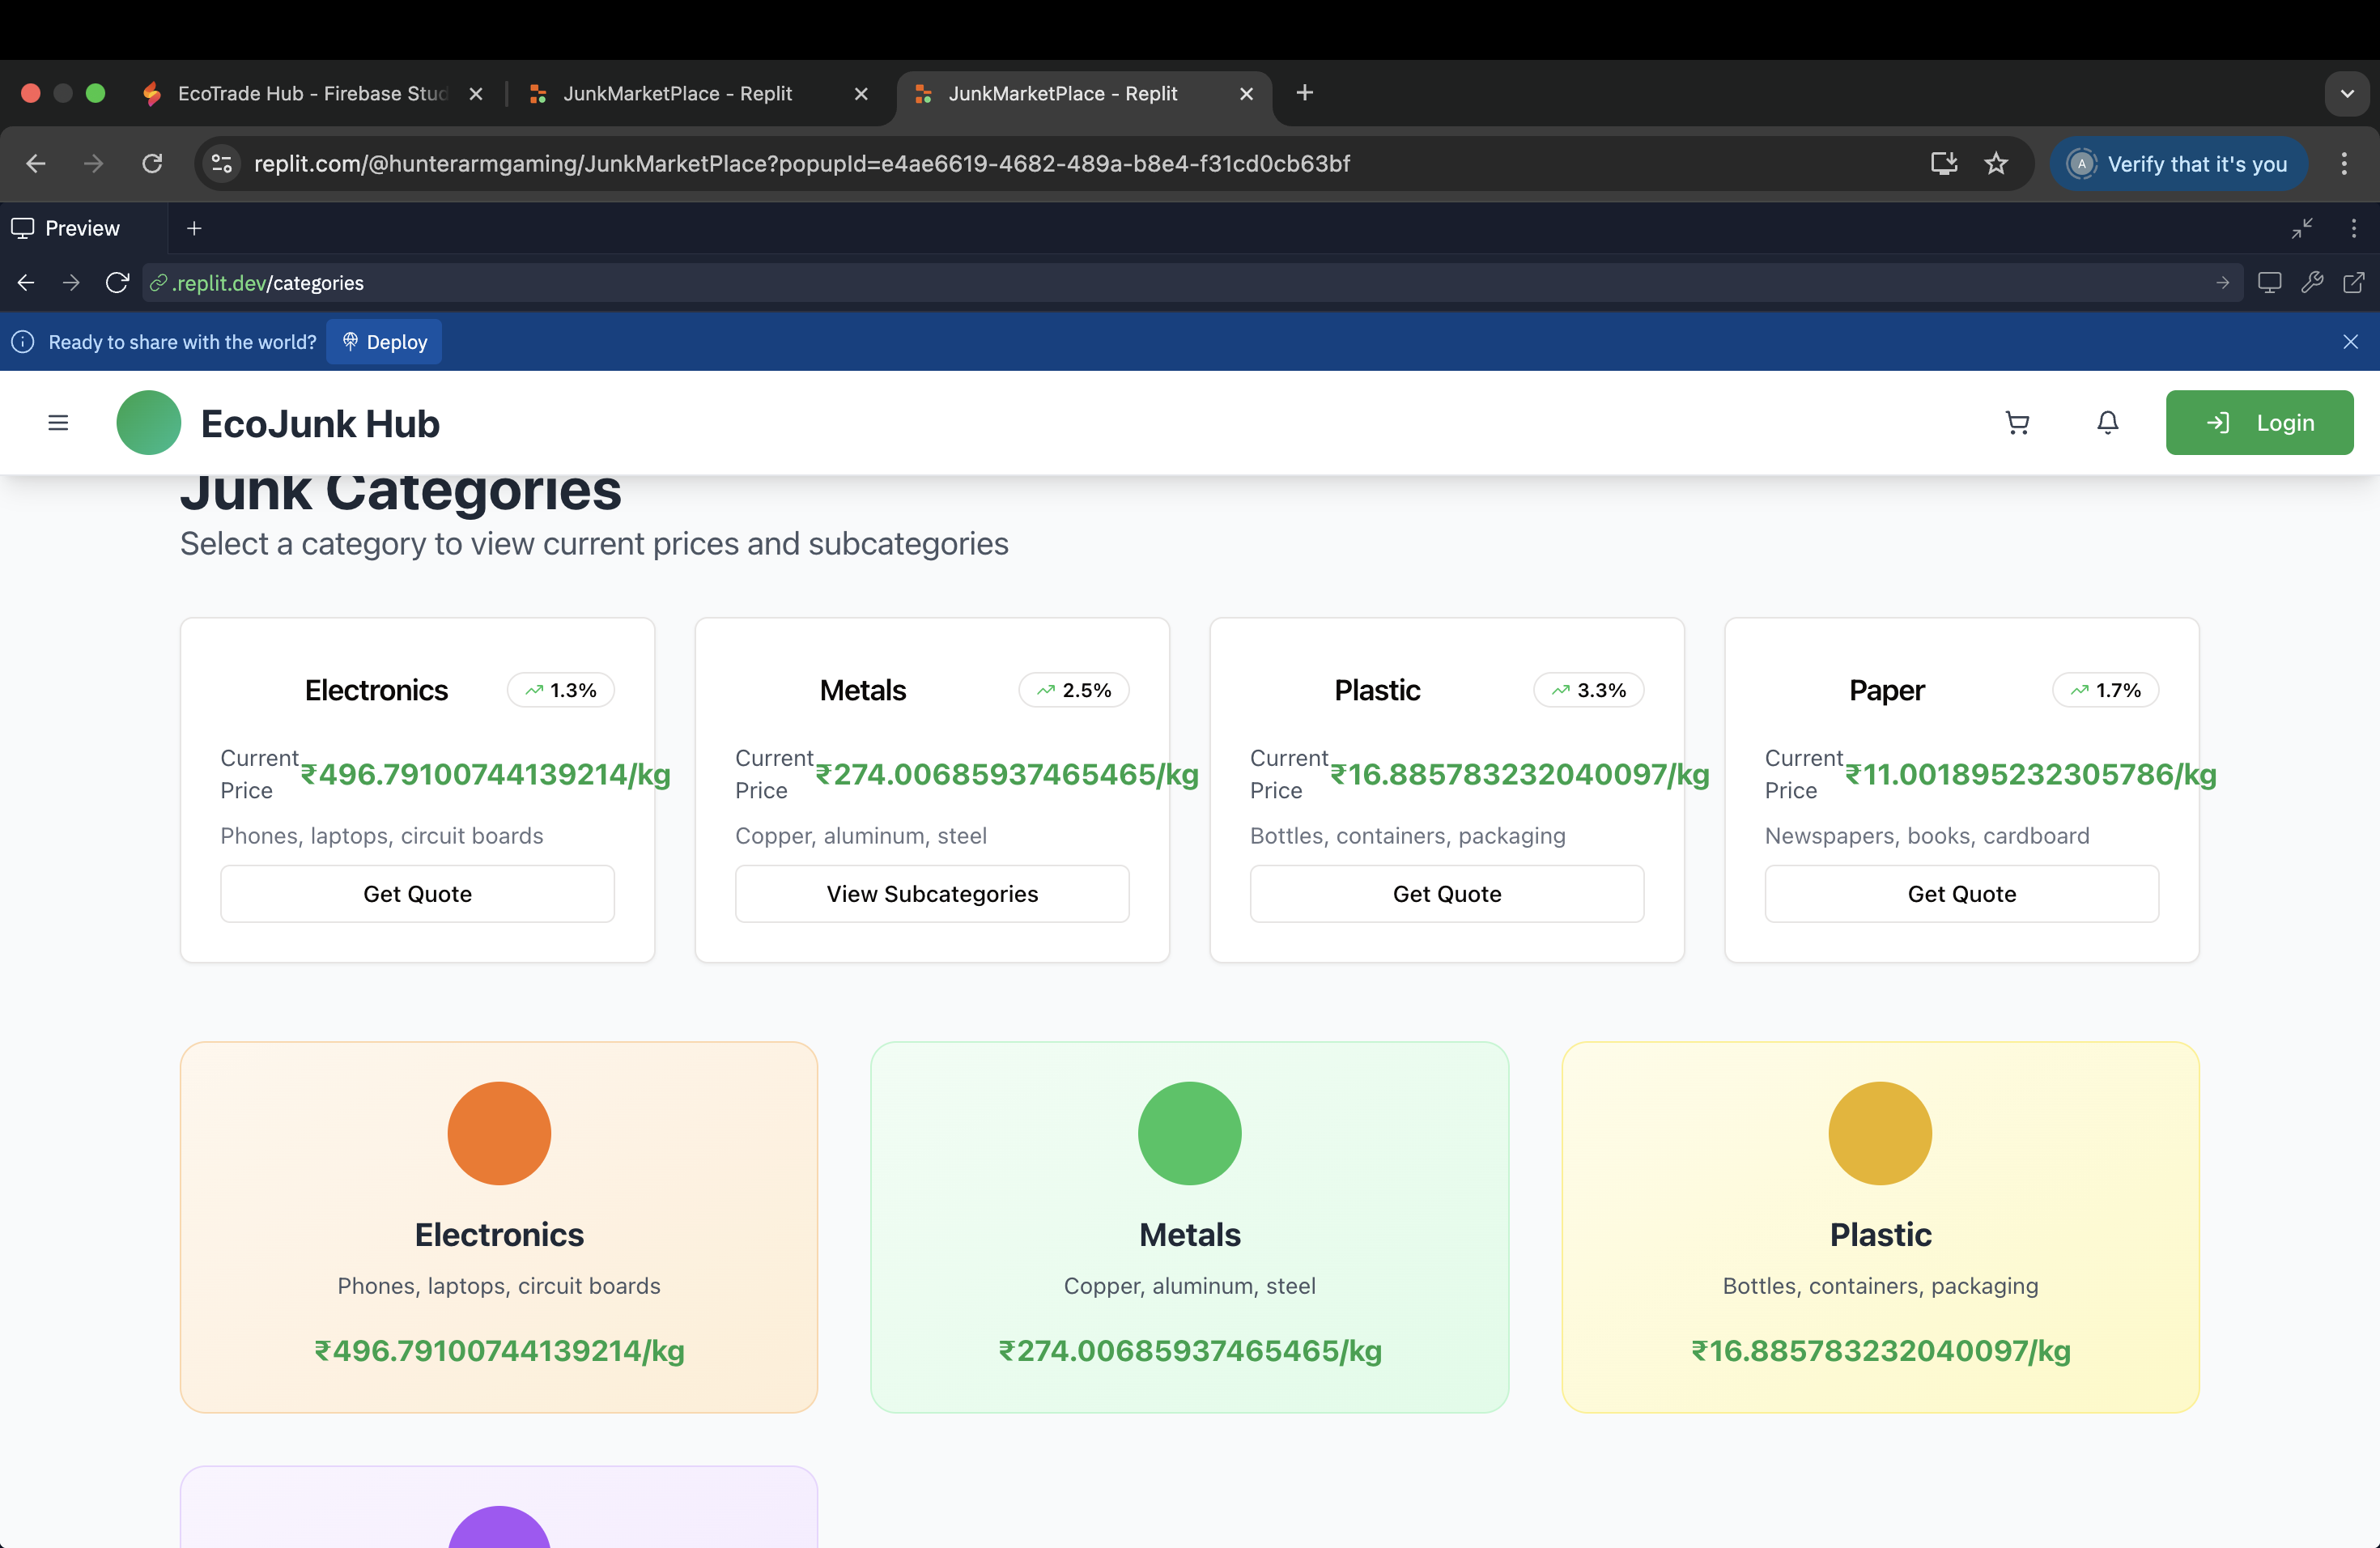 EcoTrade Hub - Firebase Stud
JunkMarketPlace - Replit
JunkMarketPlace - Replit
replit.com/@hunterarmgaming/JunkMarketPlace?popupId=e4ae6619-4682-489a-b8e4-f31cd0cb63bf
A
Verify that it's you
Preview
.replit.dev/categories
Ready to share with the world?
Deploy
EcoJunk Hub
Login
Junk Categories
Select a category to view current prices and subcategories
Electronics
1.3%
Current
Price
₹496.79100744139214/kg
Phones, laptops, circuit boards
Get Quote
Metals
2.5%
Current
Price
₹274.00685937465465/kg
Copper, aluminum, steel
View Subcategories
Plastic
3.3%
Current
Price
₹16.885783232040097/kg
Bottles, containers, packaging
Get Quote
Paper
1.7%
Current
Price
₹11.001895232305786/kg
Newspapers, books, cardboard
Get Quote
Electronics
Phones, laptops, circuit boards
₹496.79100744139214/kg
Metals
Copper, aluminum, steel
₹274.00685937465465/kg
Plastic
Bottles, containers, packaging
₹16.885783232040097/kg